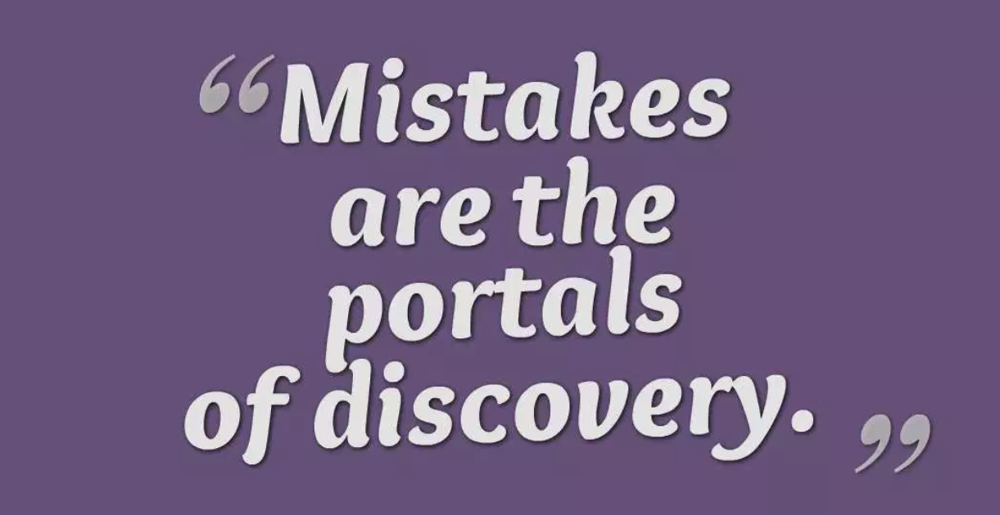 “Mistakes
are the
portals
of discovery.”